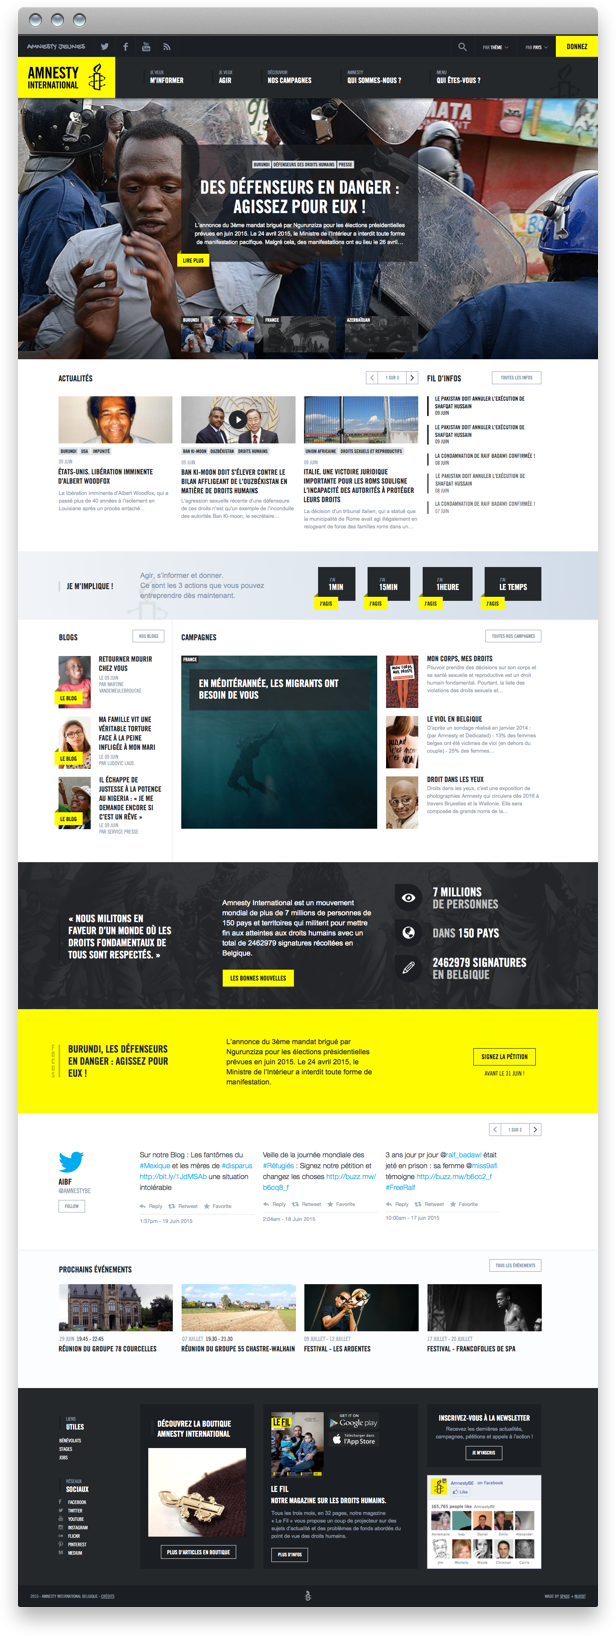 AMNESTY JEUNES
PAR THÈME
PAR PAYS
DONNEZ
AMNESTY
INTERNATIONAL
JE VEUX
M'INFORMER
JE VEUX
AGIR
DÉCOUVRIR
NOS CAMPAGNES
AMNESTY
QUI SOMMES-NOUS ?
MENU
QUI ÊTES-VOUS ?
BURUNDI DÉFENSEURS DES DROITS HUMAINS PRESSE
DES DÉFENSEURS EN DANGER :
AGISSEZ POUR EUX !
L'annonce du 3ème mandat brigué par Ngurunziza pour les élections présidentielles
prévues en juin 2015. Le 24 avril 2015, le Ministre de l'Intérieur a interdit toute forme
de manifestation pacifique. Malgré cela, des manifestations ont eu lieu le 26 avril...
LIRE PLUS
BURUNDI
FRANCE
AZERBAÏDJAN
ACTUALITÉS
1 SUR 3
BURUNDI USA IMPUNITÉ
09 JUIN
ÉTATS-UNIS. LIBÉRATION IMMINENTE
D'ALBERT WOODFOX
La libération imminente d'Albert Woodfox, qui a
passé plus de 40 années à l'isolement en
Louisiane après un procès entaché...
BAN KI-MOON OUZBÉKISTAN DROITS HUMAINS
09 JUIN
BAN KI-MOON DOIT S'ÉLEVER CONTRE LE
BILAN AFFLIGEANT DE L'OUZBÉKISTAN EN
MATIÈRE DE DROITS HUMAINS
L'agression sexuelle récente d'une défenseure
de ces droits n'est qu'un exemple de l'inconduite
des autorités Ban Ki-moon, le secrétaire...
UNION AFRICAINE DROITS SEXUELS ET REPRODUCTIFS
09 JUIN
ITALIE, UNE VICTOIRE JURIDIQUE
IMPORTANTE POUR LES ROMS SOULIGNE
L'INCAPACITÉ DES AUTORITÉS À PROTÉGER
LEURS DROITS
La décision d'un tribunal italien, qui a statué que
la municipalité de Rome avait agi illégalement en
relogeant de force des familles roms dans un...
FIL D'INFOS
TOUTES LES INFOS
LE PAKISTAN DOIT ANNULER L'EXÉCUTION DE
SHAFQAT HUSSAIN
09 JUIN
LE PAKISTAN DOIT ANNULER L'EXÉCUTION DE
SHAFQAT HUSSAIN
09 JUIN
LA CONDAMNATION DE RAIF BADAWI CONFIRMÉE !
08 JUIN
LE PAKISTAN DOIT ANNULER L'EXÉCUTION DE
SHAFQAT HUSSAIN
08 JUIN
LA CONDAMNATION DE RAIF BADAWI CONFIRMÉE !
07 JUIN
JE M'IMPLIQUE !
Agir, s'informer et donner.
Ce sont les 3 actions que vous pouvez
entreprendre dès maintenant.
J'AI
1MIN
J'AGIS
J'AI
15MIN
J'AGIS
J'AI
1HEURE
J'AGIS
J'AI
LE TEMPS
J'AGIS
BLOGS
NOS BLOGS
RETOURNER MOURIR
CHEZ VOUS
LE 09 JUIN
PAR MARTINE
VANDEMEULEBROUCKE
LE BLOG
MA FAMILLE VIT UNE
VÉRITABLE TORTURE
FACE À LA PEINE
INFLIGÉE À MON MARI
LE 09 JUIN
PAR LUDOVIC LAUS
LE BLOG
IL ÉCHAPPE DE
JUSTESSE À LA POTENCE
AU NIGERIA : « JE ME
DEMANDE ENCORE SI
C'EST UN RÊVE »
LE 09 JUIN
PAR SERVICE PRESSE
LE BLOG
CAMPAGNES
TOUTES NOS CAMPAGNES
FRANCE
EN MÉDITÉRANNÉE, LES MIGRANTS ONT
BESOIN DE VOUS
MON CORPS, MES DROITS
Pouvoir prendre des décisions sur son corps et
sa santé sexuelle et reproductive est un droit
humain fondamental. Pourtant, la liste des
violations des droits sexuels et...
LE VIOL EN BELGIQUE
D'après un sondage réalisé en janvier 2014 :
(par Amnesty et Dedicated) - 13% des femmes
belges ont été victimes de viol (en dehors du
couple) - 25% des femmes...
DROIT DANS LES YEUX
Droits dans les yeux, c'est une exposition de
photographies Amnesty qui circulera dès 2016 à
travers Bruxelles et la Wallonie. Elle sera
composée de grands noms de la...
« NOUS MILITONS EN
FAVEUR D'UN MONDE OÙ LES
DROITS FONDAMENTAUX DE
TOUS SONT RESPECTÉS. »
Amnesty International est un mouvement
mondial de plus de 7 millions de personnes de
150 pays et territoires qui militent pour mettre
fin aux atteintes aux droits humains avec un
total de 2462979 signatures récoltées en
Belgique.
LES BONNES NOUVELLES
7 MILLIONS
DE PERSONNES
DANS 150 PAYS
2462979 SIGNATURES
EN BELGIQUE
FOCUS
BURUNDI, LES DÉFENSEURS
EN DANGER : AGISSEZ POUR
EUX !
L'annonce du 3ème mandat brigué par
Ngurunziza pour les élections présidentielles
prévues en juin 2015. Le 24 avril 2015, le
Ministre de l'Intérieur a interdit toute forme de
manifestation.
SIGNEZ LA PÉTITION
AVANT LE 31 JUIN !
1 SUR 3
AIBF
@AMNESTYBE
FOLLOW
Sur notre Blog : Les fantômes du
#Mexique et les mères de #disparus
http://bit.ly/1JdMSAb une situation
intolérable
Reply Retweet Favorite
1:37pm - 19 Juin 2015
Veille de la journée mondiale des
#Réfugiés : Signez notre pétition et
changez les choses http://buzz.mw/
b6cq8_f
Reply Retweet Favorite
2:04am - 18 Juin 2015
3 ans jour pr jour @raif_badawi était
jeté en prison : sa femme @miss9afi
témoigne http://buzz.mw/b6cc2_f
#FreeRaif
Reply Retweet Favorite
10:00am - 17 juin 2015
PROCHAINS ÉVÉNEMENTS
TOUS LES ÉVÉNEMENTS
29 JUIN 19:45 - 22:45
RÉUNION DU GROUPE 78 COURCELLES
07 JUILLET 19:30 - 21:30
RÉUNION DU GROUPE 55 CHASTRE-WALHAIN
09 JUILLET - 12 JUILLET
FESTIVAL - LES ARDENTES
17 JUILLET - 20 JUILLET
FESTIVAL - FRANCOFOLIES DE SPA
LIENS
UTILES
BÉNÉVOLATS
STAGES
JOBS
RÉSEAUX
SOCIAUX
FACEBOOK
TWITTER
YOUTUBE
INSTAGRAM
FLICKR
PINTEREST
MEDIUM
DÉCOUVREZ LA BOUTIQUE
AMNESTY INTERNATIONAL
PLUS D'ARTICLES EN BOUTIQUE
LE FIL
GET IT ON
Google play
Télécharger dans
l'App Store
LE FIL
NOTRE MAGAZINE SUR LES DROITS HUMAINS.
Tous les trois mois, en 32 pages, notre magazine
« Le Fil » vous propose un coup de projecteur sur des
sujets d'actualité et des problèmes de fonds abordés du
point de vue des droits humains.
PLUS D'INFOS
INSCRIVEZ-VOUS À LA NEWSLETTER
Recevez les dernières actualités,
campagnes, pétitions et appels à l'action !
JE M'INSCRIS
AmnestyBE on Facebook
Like
163,765 people like AmnestyBE
2015 - AMNESTY INTERNATIONAL BELGIQUE - CRÉDITS